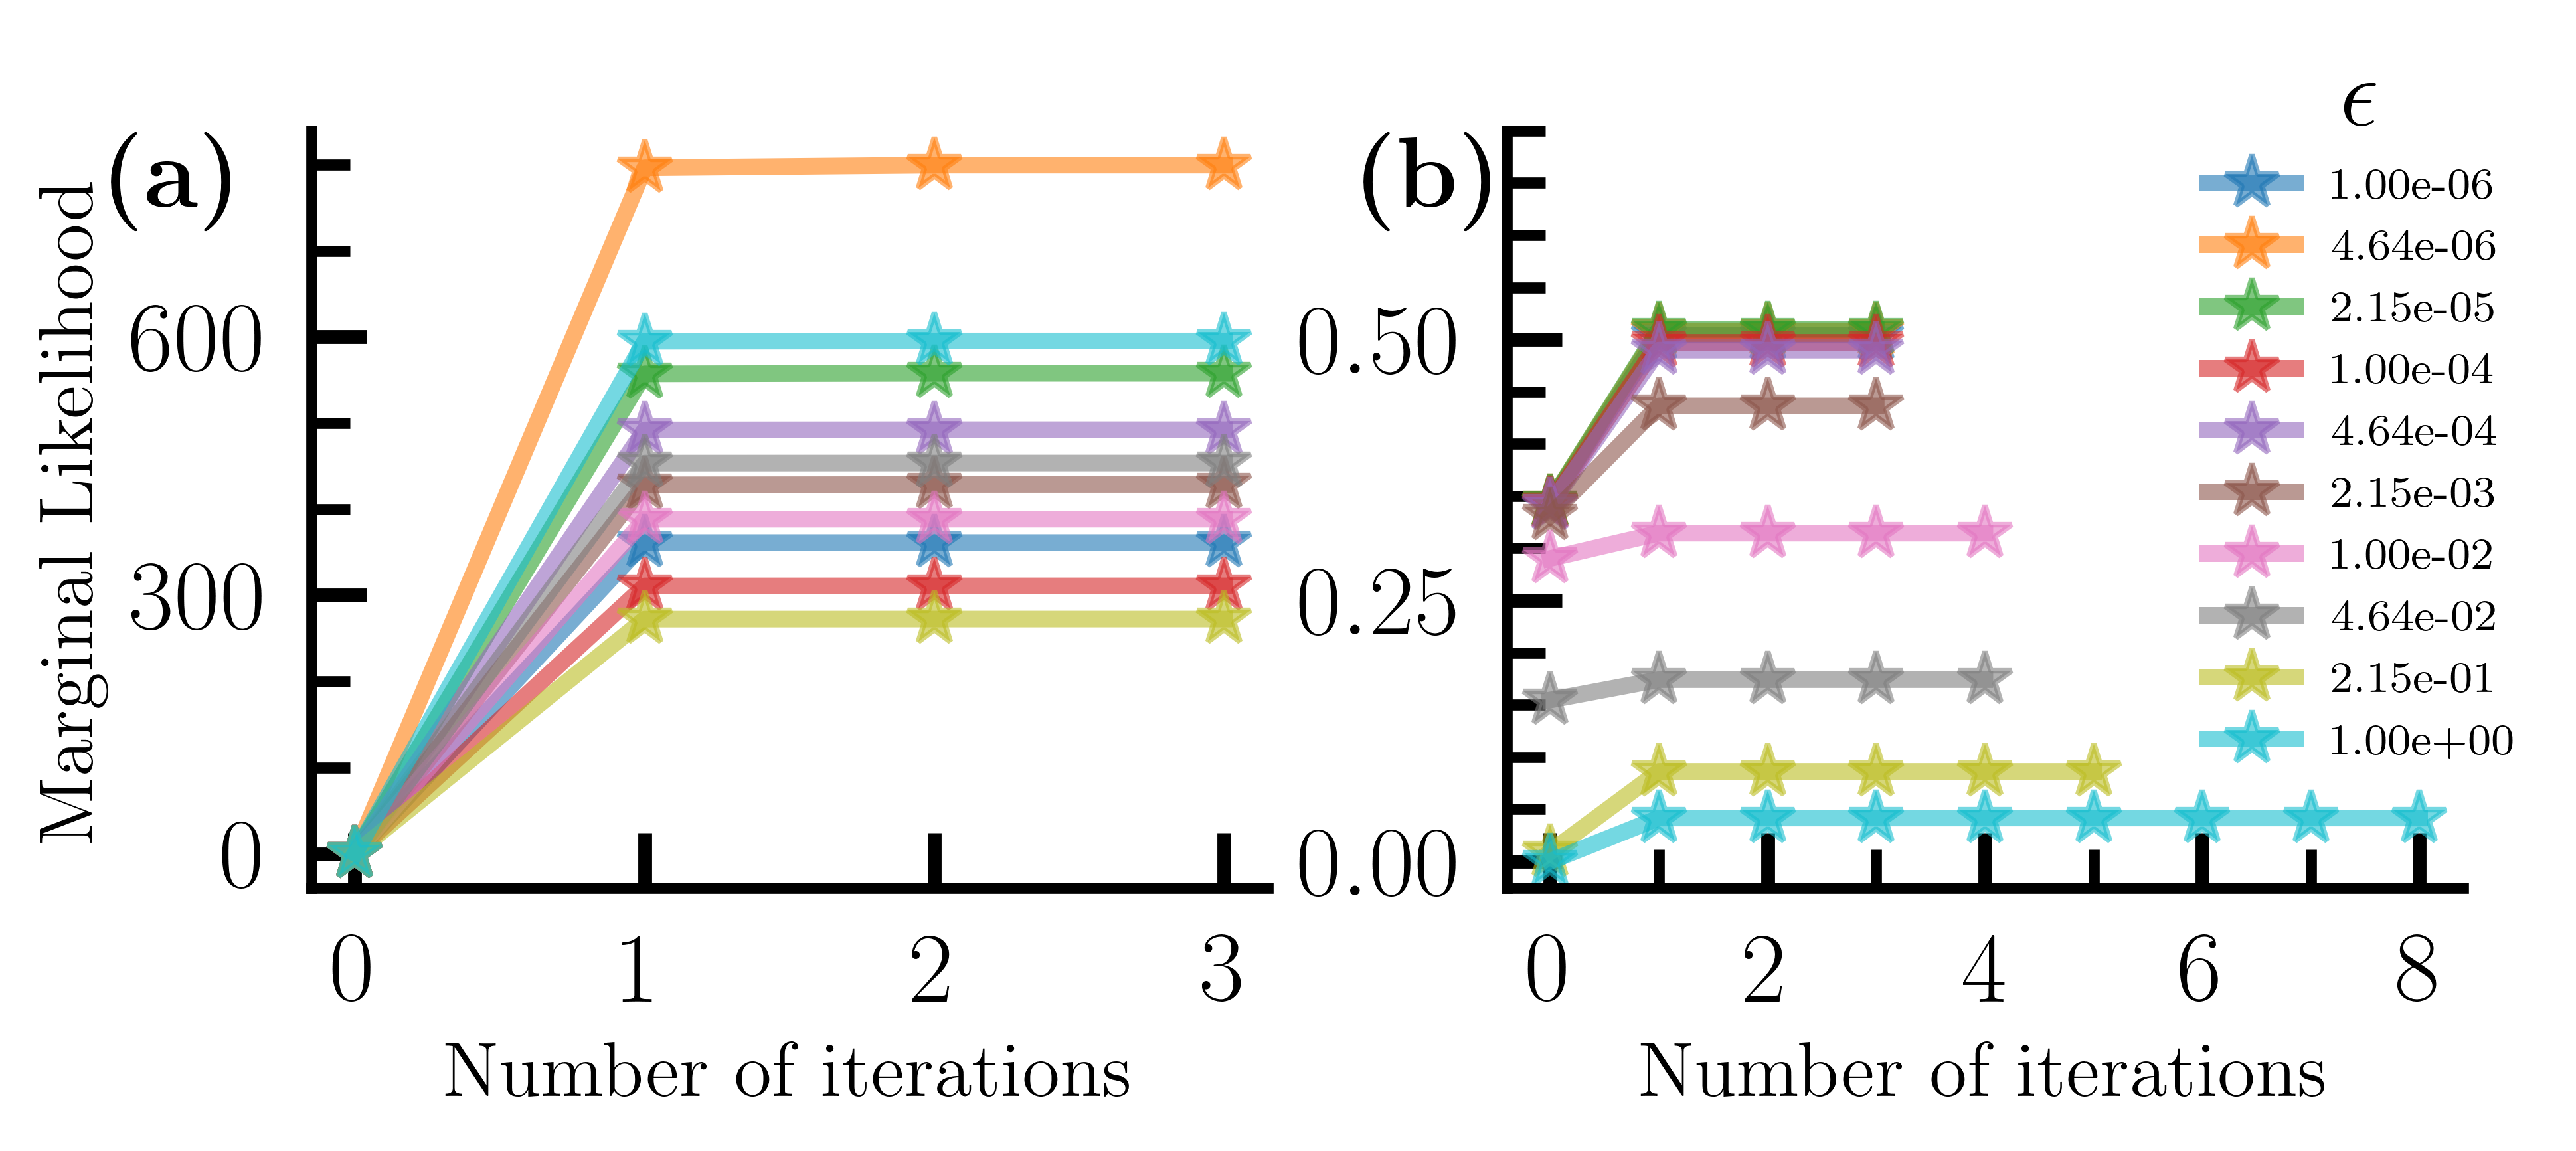 (a)
Marginal Likelihood
600
300
0
0 1 2 3
Number of iterations
(b)
0.50
0.25
0.00
0 2 4 6 8
Number of iterations
ϵ
1.00e-06
4.64e-06
2.15e-05
1.00e-04
4.64e-04
2.15e-03
1.00e-02
4.64e-02
2.15e-01
1.00e+00